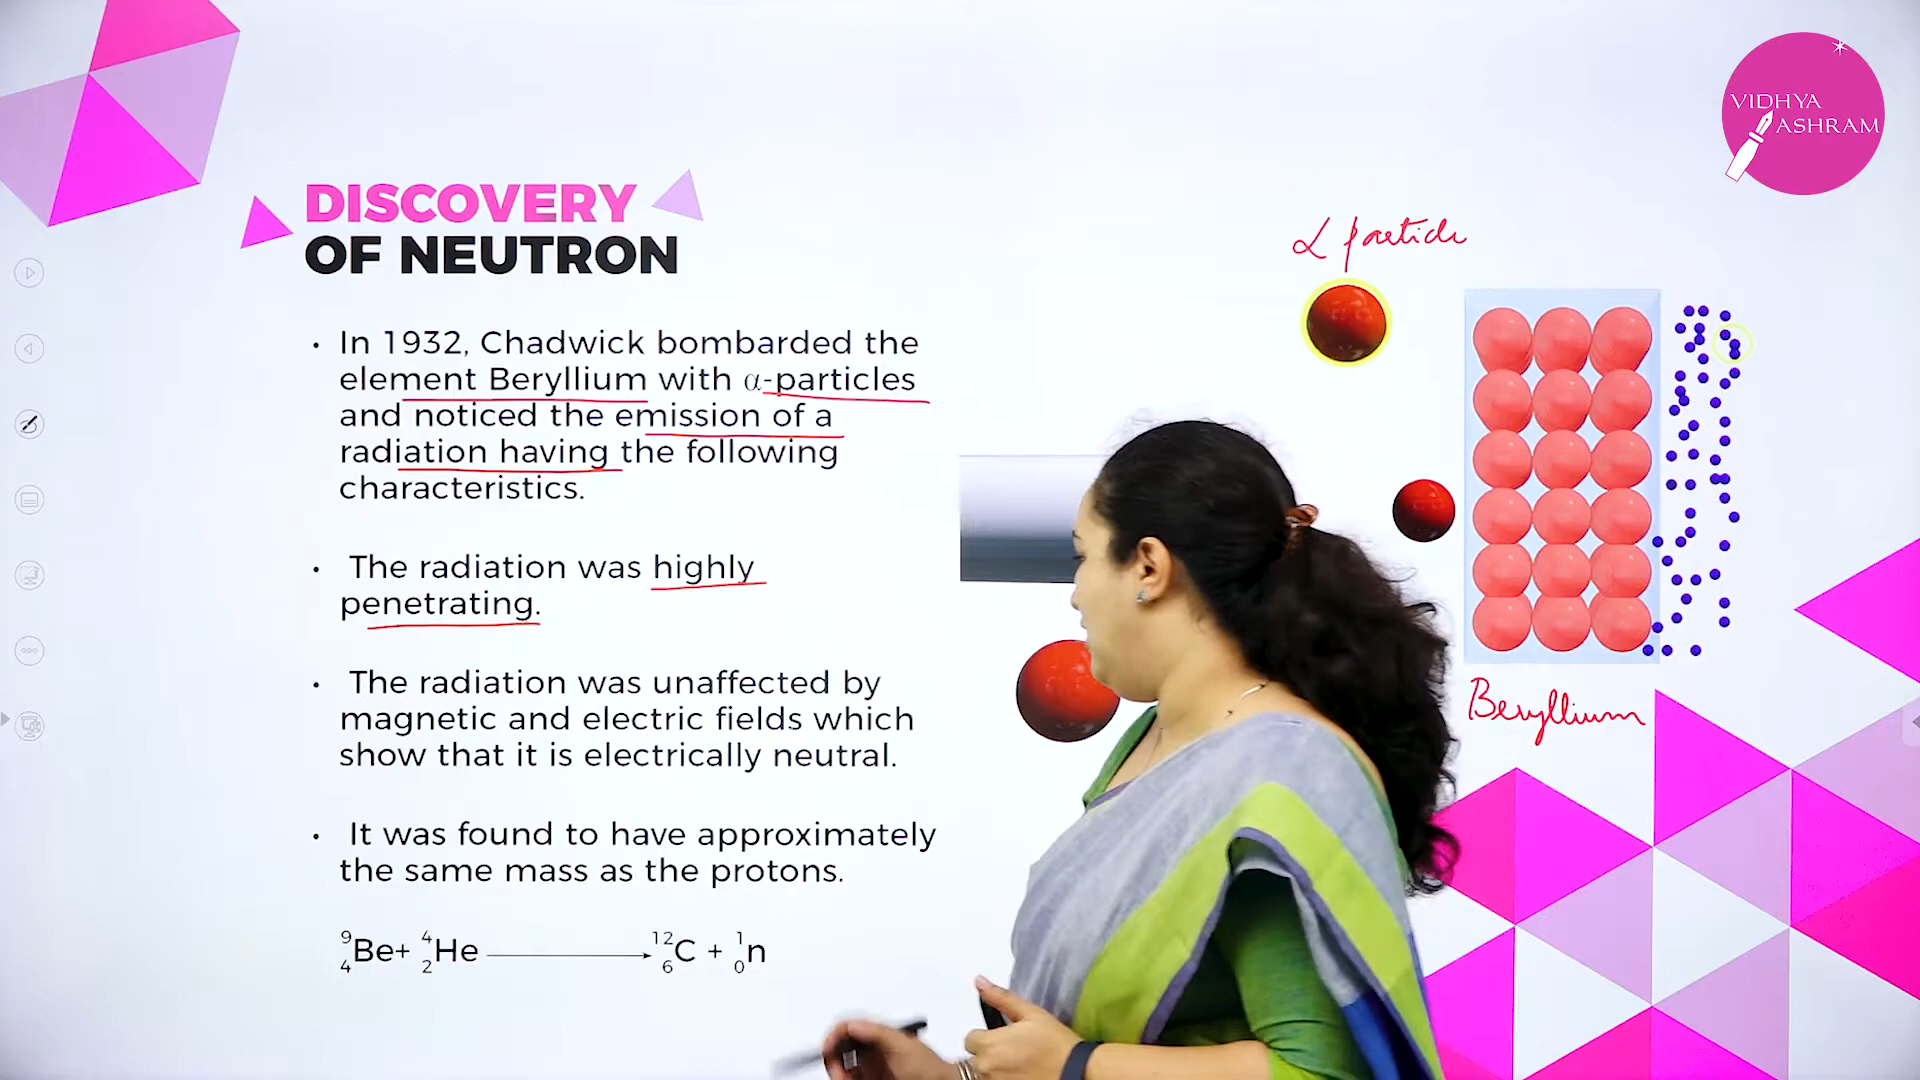 VIDHYA
ASHRAM
DISCOVERY
OF NEUTRON
• In 1932, Chadwick bombarded the
element Beryllium with α-particles
and noticed the emission of a
radiation having the following
characteristics.
• The radiation was highly
penetrating.
• The radiation was unaffected by
magnetic and electric fields which
show that it is electrically neutral.
• It was found to have approximately
the same mass as the protons.
⁹₄Be+ ⁴₂He ⟶ ¹²₆C + ¹₀n
α particle
Beryllium